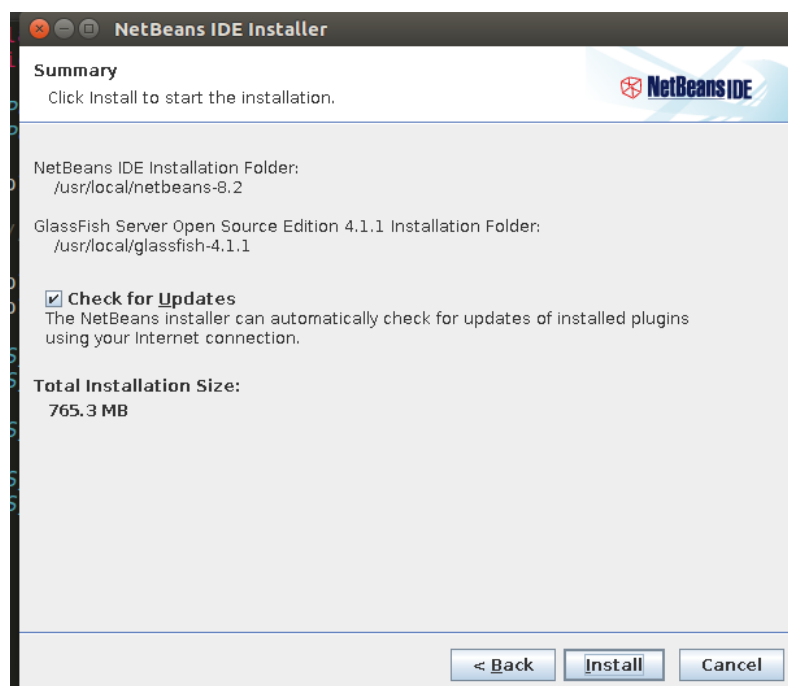 NetBeans IDE Installer
Summary
Click Install to start the installation.
NetBeans IDE
NetBeans IDE Installation Folder:
/usr/local/netbeans-8.2
GlassFish Server Open Source Edition 4.1.1 Installation Folder:
/usr/local/glassfish-4.1.1
Check for Updates
The NetBeans installer can automatically check for updates of installed plugins
using your Internet connection.
Total Installation Size:
765.3 MB
< Back Install Cancel